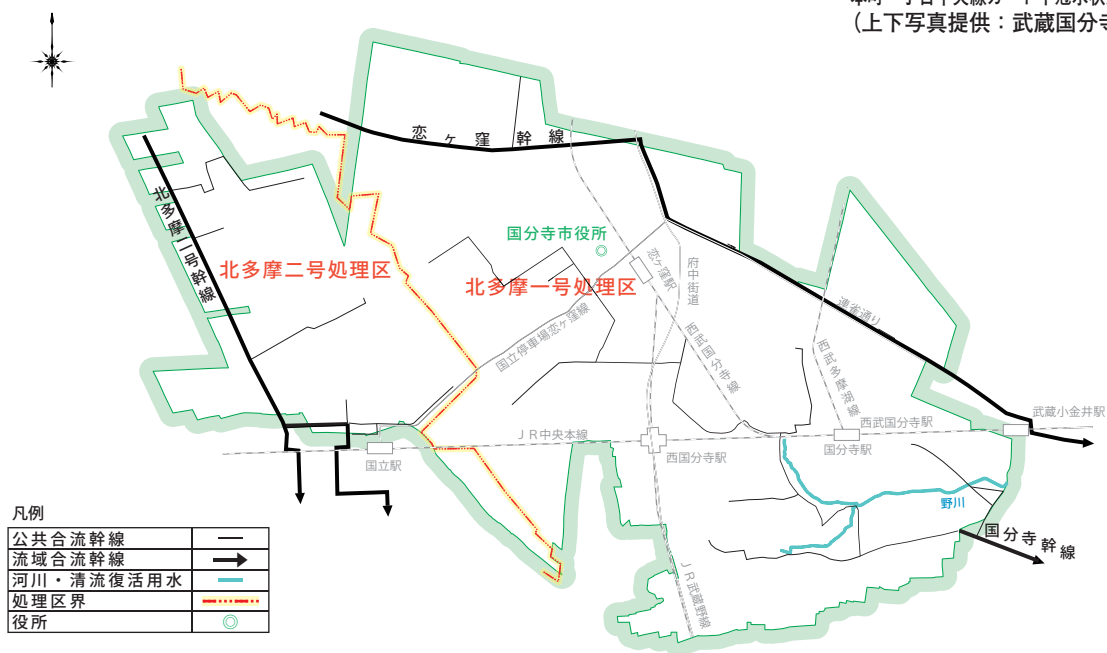 (上下写真提供：武蔵国分寺
恋ヶ窪幹線
北多摩二号幹線
国分寺市役所
北多摩二号処理区
北多摩一号処理区
恋ヶ窪駅
府中街道
国立停車場恋ヶ窪線
西武国分寺線
連雀通り
西武多摩湖線
武蔵小金井駅
西武国分寺駅
JR中央本線
国立駅
西国分寺駅
国分寺駅
野川
国分寺幹線
JR武蔵野線
凡例
公共合流幹線
流域合流幹線
河川・清流復活用水
処理区界
役所